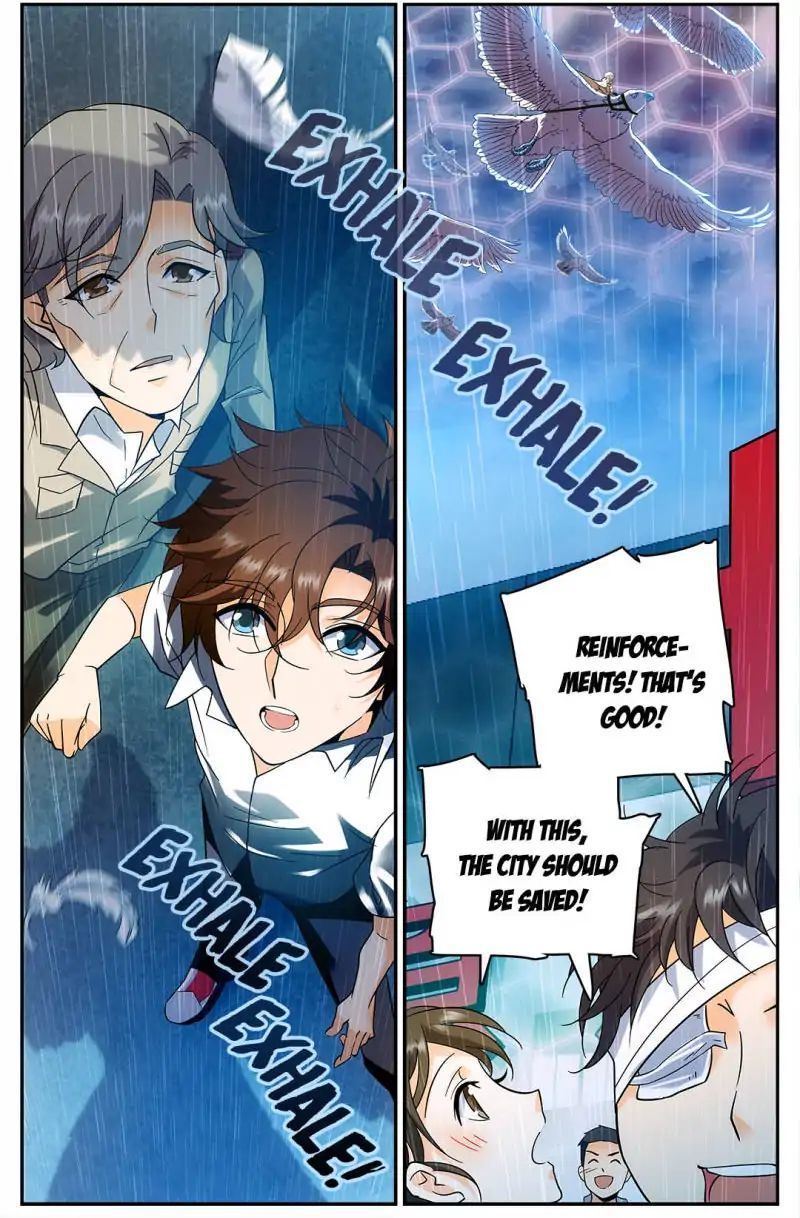 EXHALE
EXHALE!
REINFORCE-
MENTS! THAT'S
GOOD!
WITH THIS,
THE CITY SHOULD
BE SAVED!
EXHALE
EXHALE!